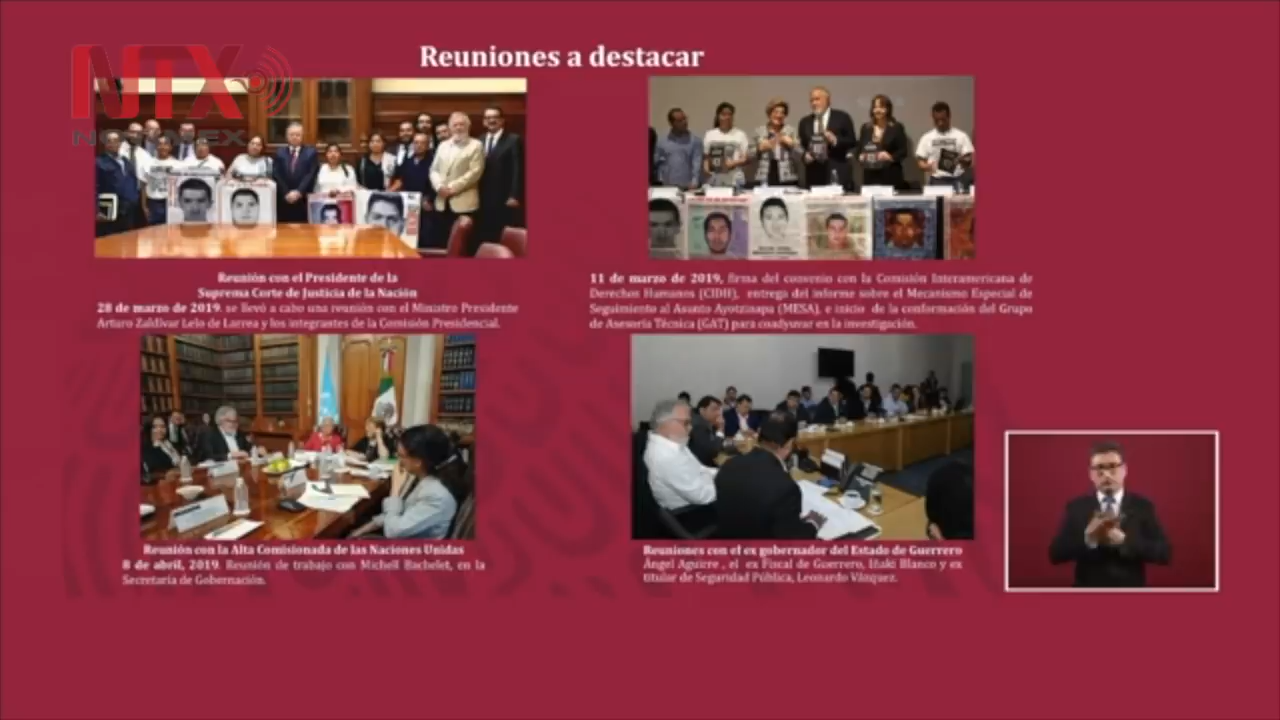 Reuniones a destacar
NTX
Reunión con el Presidente de la
Suprema Corte de Justicia de la Nación
28 de marzo de 2019. se llevó a cabo una reunión con el Ministro Presidente
Arturo Zaldívar Lelo de Larrea y los integrantes de la Comisión Presidencial.
11 de marzo de 2019, firma del convenio con la Comisión Interamericana de
Derechos Humanos (CIDH), entrega del informe sobre el Mecanismo Especial de
Seguimiento al Asunto Ayotzinapa (MESA), e inicio de la conformación del Grupo
de Asesoría Técnica (GAT) para coadyuvar en la investigación.
Reunión con la Alta Comisionada de las Naciones Unidas
8 de abril, 2019. Reunión de trabajo con Michell Bachelet, en la
Secretaría de Gobernación.
Reuniones con el ex gobernador del Estado de Guerrero
Ángel Aguirre , el ex Fiscal de Guerrero, Iñaki Blanco y ex
titular de Seguridad Pública, Leonardo Vázquez.